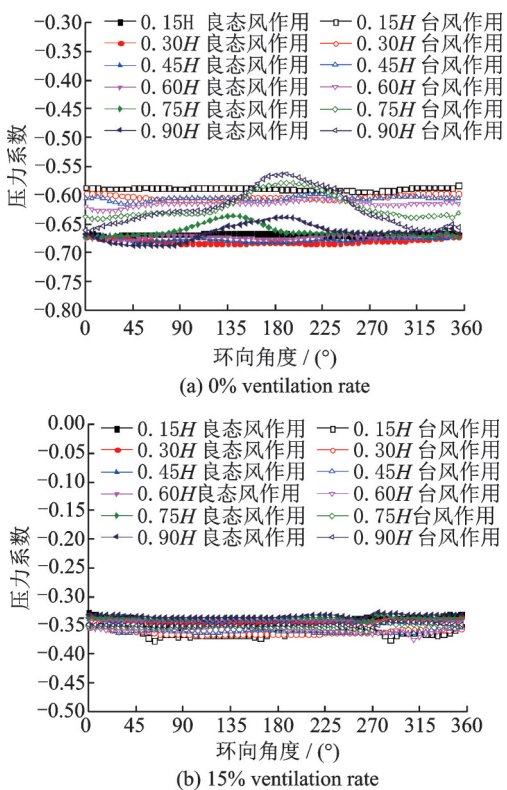 -0.30
-0.35
-0.40
-0.45
-0.50
-0.55
-0.60
-0.65
-0.70
-0.75
-0.80
压力系数
0.15H 良态风作用 0.15H 台风作用
0.30H 良态风作用 0.30H 台风作用
0.45H 良态风作用 0.45H 台风作用
0.60H 良态风作用 0.60H 台风作用
0.75H 良态风作用 0.75H 台风作用
0.90H 良态风作用 0.90H 台风作用
0 45 90 135 180 225 270 315 360
环向角度 / (°)
(a) 0% ventilation rate
0.00
-0.05
-0.10
-0.15
-0.20
-0.25
-0.30
-0.35
-0.40
-0.45
-0.50
压力系数
0.15H 良态风作用 0.15H 台风作用
0.30H 良态风作用 0.30H 台风作用
0.45H 良态风作用 0.45H 台风作用
0.60H良态风作用 0.60H 台风作用
0.75H 良态风作用 0.75H台风作用
0.90H 良态风作用 0.90H 台风作用
0 45 90 135 180 225 270 315 360
环向角度 / (°)
(b) 15% ventilation rate